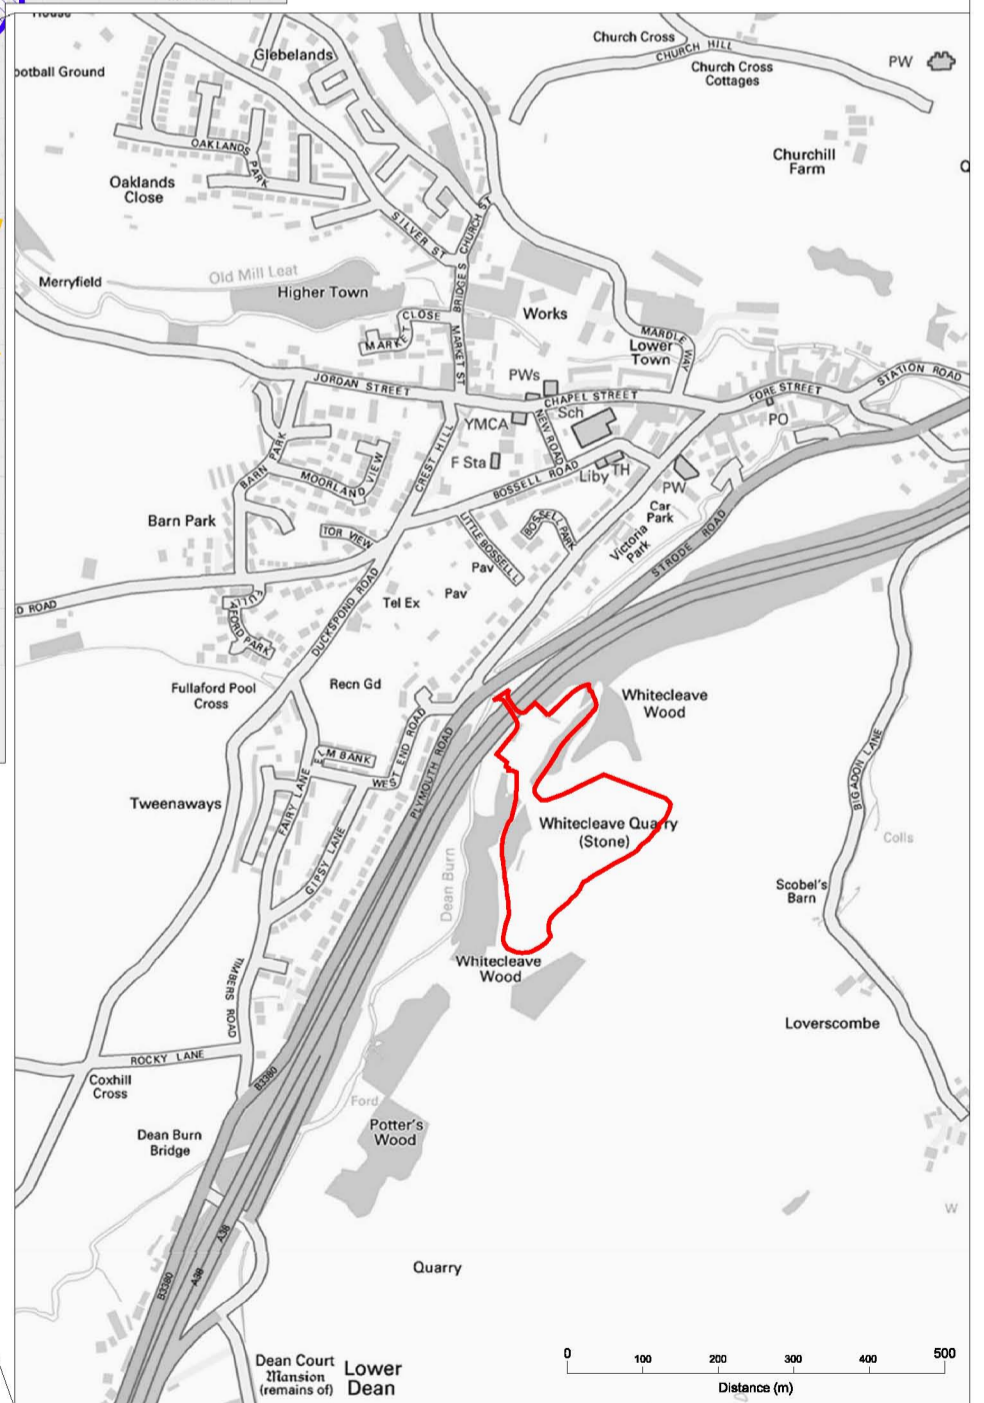 House
Glebelands
Church Cross
CHURCH HILL
Church Cross
Cottages
PW
ootball Ground
OAKLANDS
PARK
Oaklands
Close
Churchill
Farm
SILVER ST
CHURCH ST
BRIDGE S
Merryfield
Old Mill Leat
Higher Town
CLOSE
MARKET
MARKET ST
Works
MARDLE
WAY
Lower
Town
JORDAN STREET
PWs
CHAPEL STREET
FORE STREET
STATION ROAD
YMCA
Sch
NEW ROAD
PO
CREST HILL
BARN PARK
MOORLAND
VIEW
F Sta
BOSSELL ROAD
Liby
TH
PW
Barn Park
TOR VIEW
LITTLE BOSSELL
BOSSELL PARK
Car
Park
Victoria
Park
STRODE ROAD
Pav
Pav
Tel Ex
D ROAD
FULL
AFORD PARK
DUCKSPOND ROAD
Fullaford Pool
Cross
Recn Gd
Whitecleave
Wood
WEST END ROAD
PLYMOUTH ROAD
ELM BANK
BIGADON LANE
Tweenaways
FAIRY LANE
GIPSY LANE
Whitecleave Quarry
(Stone)
Colls
Dean Burn
Scobel's
Barn
Whitecleave
Wood
TIMBERS ROAD
Loverscombe
ROCKY LANE
Coxhill
Cross
B3380
Ford
Potter's
Wood
Dean Burn
Bridge
W
A38
A38
B3380
Quarry
Dean Court
Mansion
(remains of)
Lower
Dean
0 100 200 300 400 500
Distance (m)